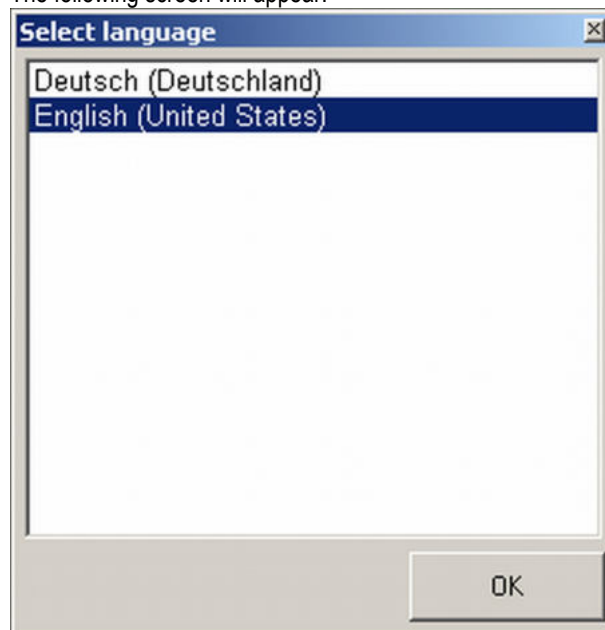 The following screen will appear:
Select language
Deutsch (Deutschland)
English (United States)
OK